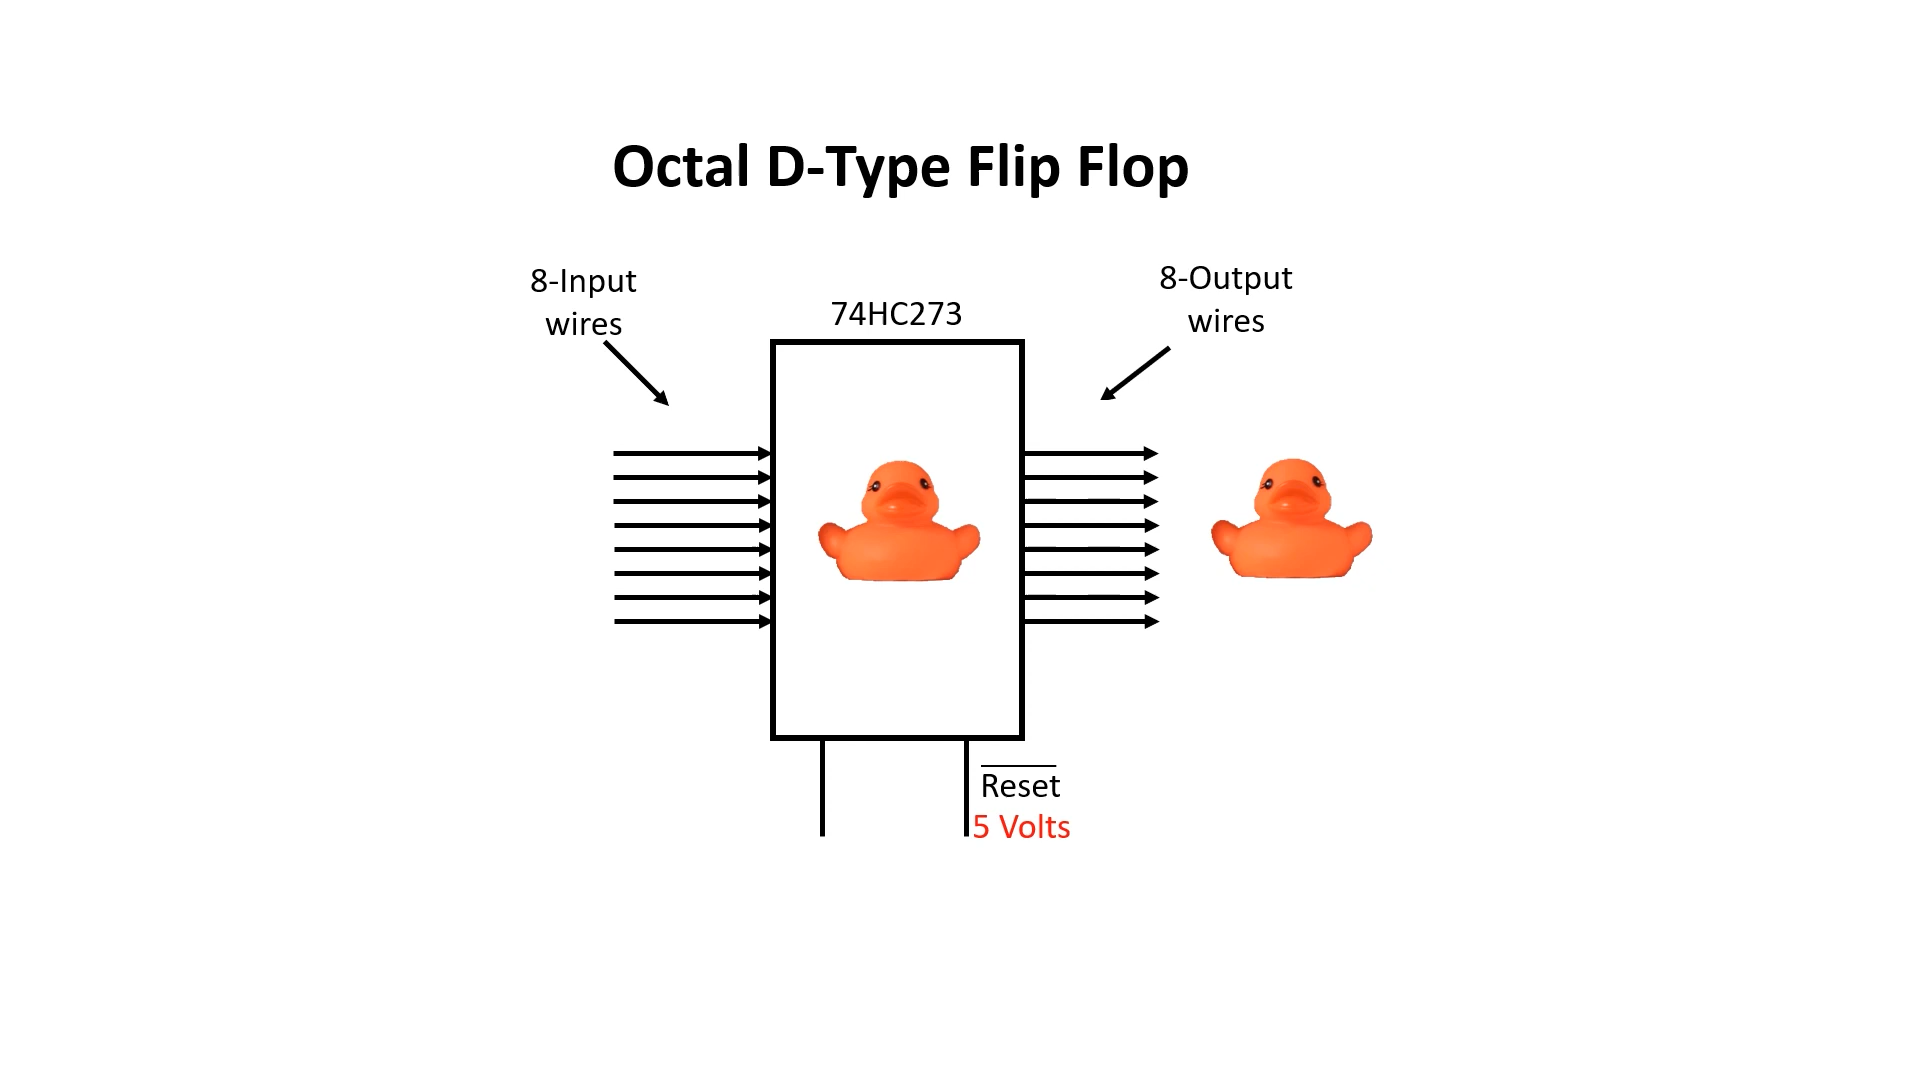 Octal D-Type Flip Flop
8-Input
wires
74HC273
8-Output
wires
Reset
5 Volts